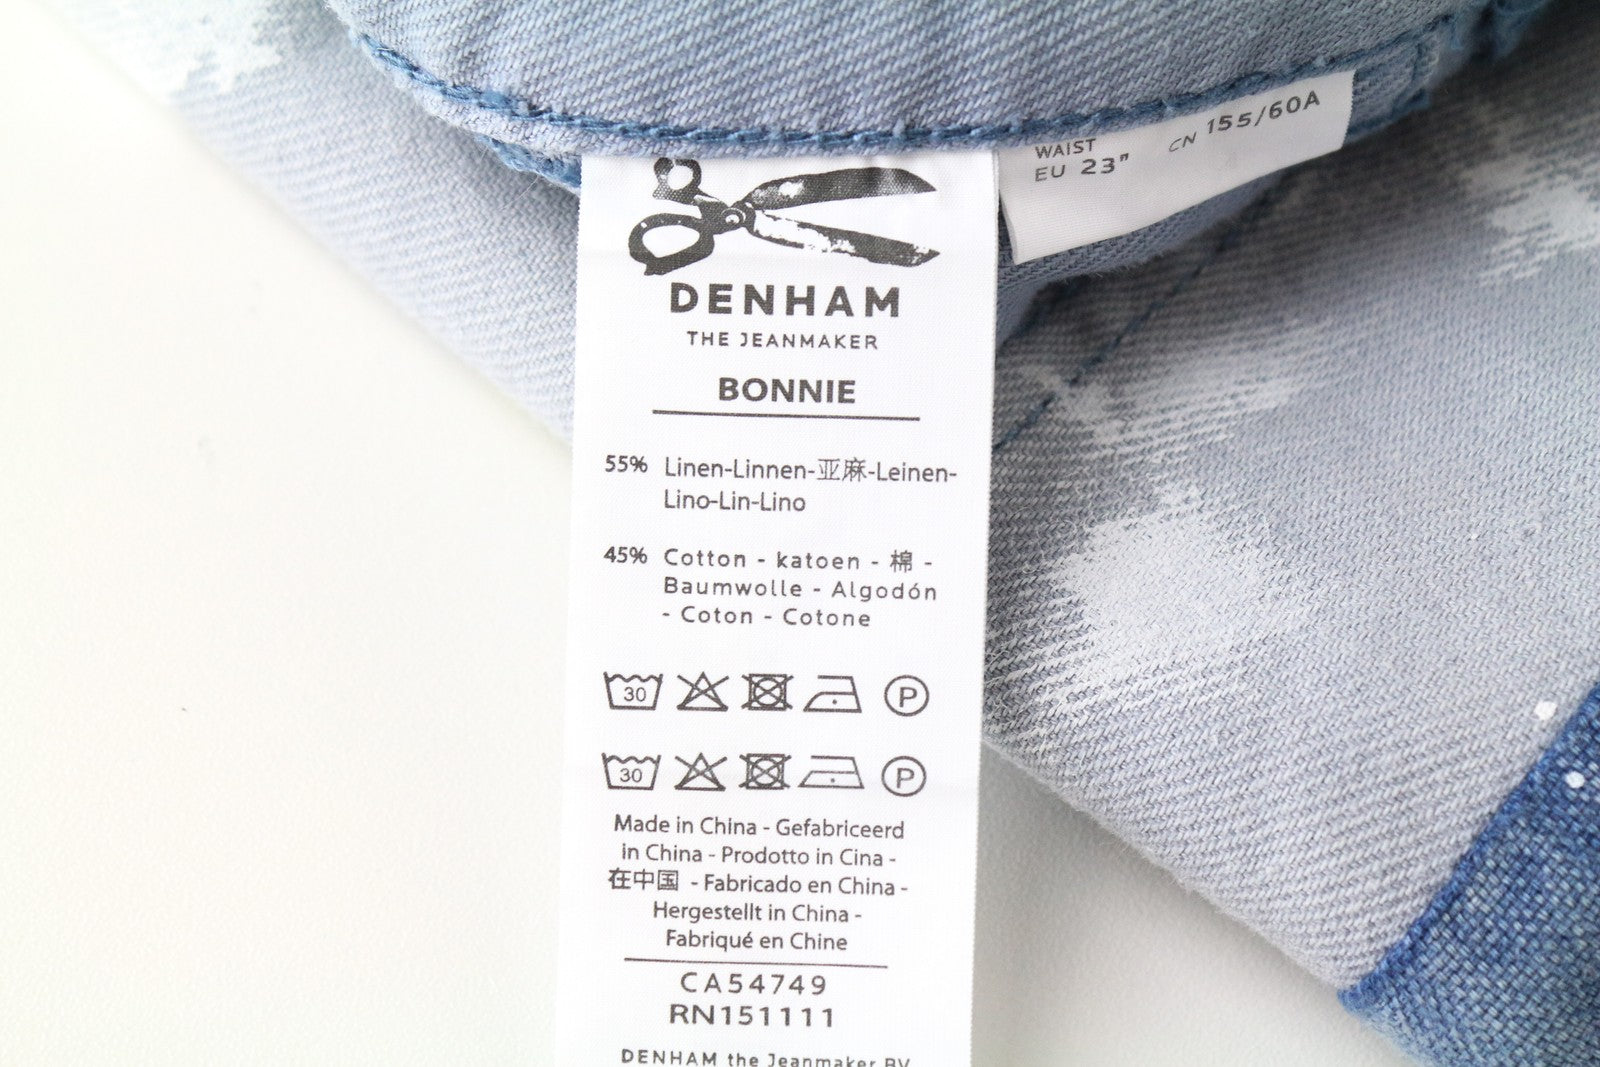 WAIST
EU 23" CN 155/60A
DENHAM
THE JEANMAKER
BONNIE
55% Linen-Linnen-亚麻-Leinen-
Lino-Lin-Lino
45% Cotton - katoen - 棉 -
Baumwolle - Algodón
- Coton - Cotone
30 P
30 P
Made in China - Gefabriceerd
in China - Prodotto in Cina -
在中国 - Fabricado en China -
Hergestellt in China -
Fabriqué en Chine
CA54749
RN151111
DENHAM the Jeanmaker BV